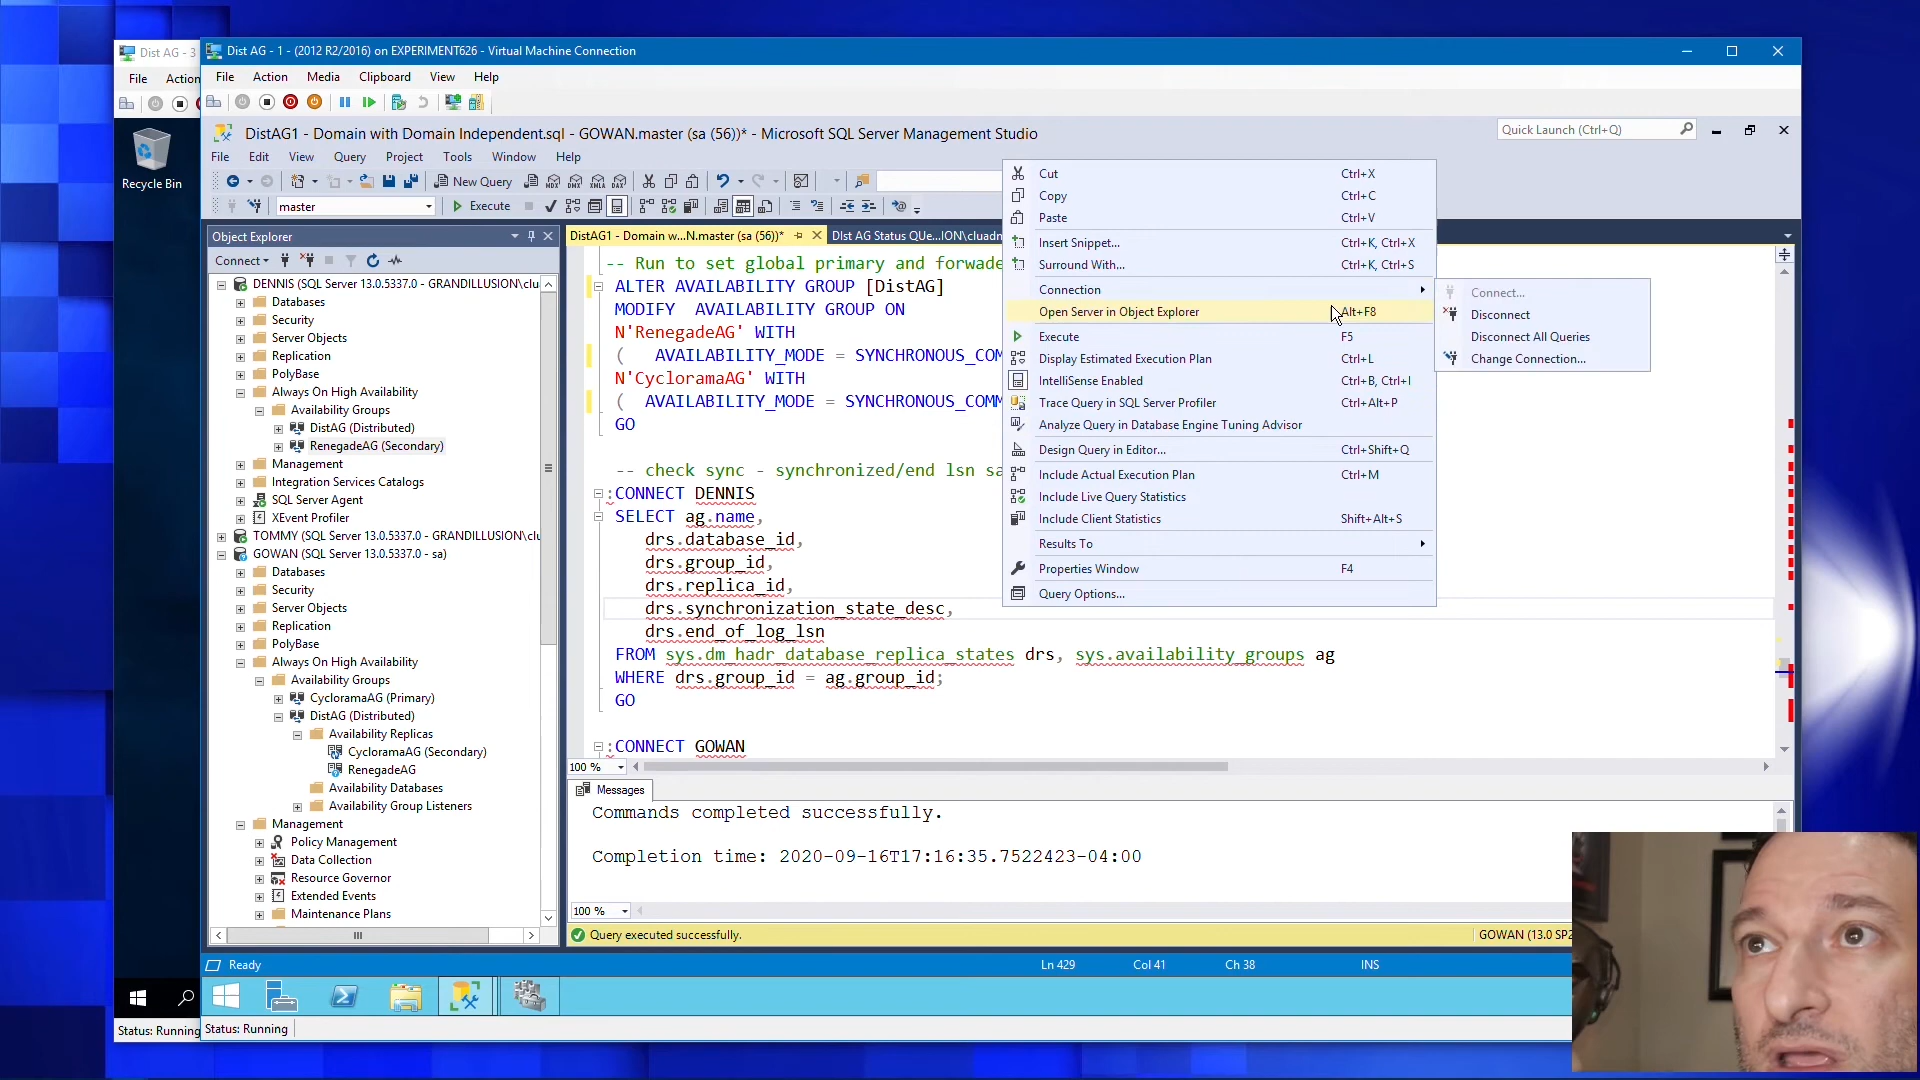 Dist AG - 3
Dist AG - 1 - (2012 R2/2016) on EXPERIMENT626 - Virtual Machine Connection
File Action
File Action Media Clipboard View Help
Recycle Bin
DistAG1 - Domain with Domain Independent.sql - GOWAN.master (sa (56))* - Microsoft SQL Server Management Studio
Quick Launch (Ctrl+Q)
File Edit View Query Project Tools Window Help
New Query
master
Execute
Object Explorer
DistAG1 - Domain w...N.master (sa (56))*
DIst AG Status QUe...ION\cluadn
Connect
DENNIS (SQL Server 13.0.5337.0 - GRANDILLUSION\clu
Databases
Security
Server Objects
Replication
PolyBase
Always On High Availability
Availability Groups
DistAG (Distributed)
RenegadeAG (Secondary)
Management
Integration Services Catalogs
SQL Server Agent
XEvent Profiler
TOMMY (SQL Server 13.0.5337.0 - GRANDILLUSION\clu
GOWAN (SQL Server 13.0.5337.0 - sa)
Databases
Security
Server Objects
Replication
PolyBase
Always On High Availability
Availability Groups
CycloramaAG (Primary)
DistAG (Distributed)
Availability Replicas
CycloramaAG (Secondary)
RenegadeAG
Availability Databases
Availability Group Listeners
Management
Policy Management
Data Collection
Resource Governor
Extended Events
Maintenance Plans
-- Run to set global primary and forwade
ALTER AVAILABILITY GROUP [DistAG]
MODIFY AVAILABILITY GROUP ON
N'RenegadeAG' WITH
( AVAILABILITY_MODE = SYNCHRONOUS_COMM
N'CycloramaAG' WITH
( AVAILABILITY_MODE = SYNCHRONOUS_COMM
GO
-- check sync - synchronized/end lsn sa
:CONNECT DENNIS
SELECT ag.name,
drs.database_id,
drs.group_id,
drs.replica_id,
drs.synchronization_state_desc,
drs.end_of_log_lsn
FROM sys.dm_hadr_database_replica_states drs, sys.availability_groups ag
WHERE drs.group_id = ag.group_id;
GO
:CONNECT GOWAN
Cut Ctrl+X
Copy Ctrl+C
Paste Ctrl+V
Insert Snippet... Ctrl+K, Ctrl+X
Surround With... Ctrl+K, Ctrl+S
Connection
Open Server in Object Explorer Alt+F8
Execute F5
Display Estimated Execution Plan Ctrl+L
IntelliSense Enabled Ctrl+B, Ctrl+I
Trace Query in SQL Server Profiler Ctrl+Alt+P
Analyze Query in Database Engine Tuning Advisor
Design Query in Editor... Ctrl+Shift+Q
Include Actual Execution Plan Ctrl+M
Include Live Query Statistics
Include Client Statistics Shift+Alt+S
Results To
Properties Window F4
Query Options...
Connect...
Disconnect
Disconnect All Queries
Change Connection...
100 %
Messages
Commands completed successfully.
Completion time: 2020-09-16T17:16:35.7522423-04:00
100 %
Query executed successfully.
GOWAN (13.0 SP2
Ready
Ln 429 Col 41 Ch 38 INS
Status: Running
Status: Running